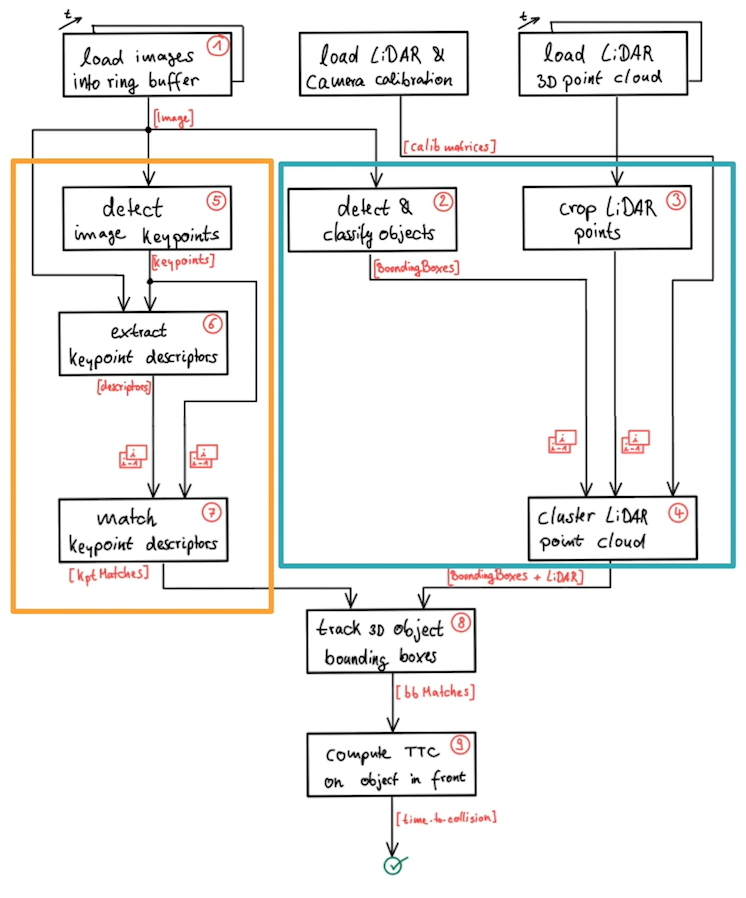 t
load images
into ring buffer
1
load LiDAR &
Camera calibration
t
load LiDAR
3D point cloud
[Image]
[calib matrices]
detect
image keypoints
5
detect &
classify objects
2
crop LiDAR
points
3
[keypoints]
[BoundingBoxes]
extract
keypoint descriptors
6
[descriptors]
i
i-1
i
i-1
i
i-1
i
i-1
match
keypoint descriptors
7
cluster LiDAR
point cloud
4
[KptMatches]
[BoundingBoxes + LiDAR]
track 3D object
bounding boxes
8
[bbMatches]
compute TTC
on object in front
9
[time-to-collision]